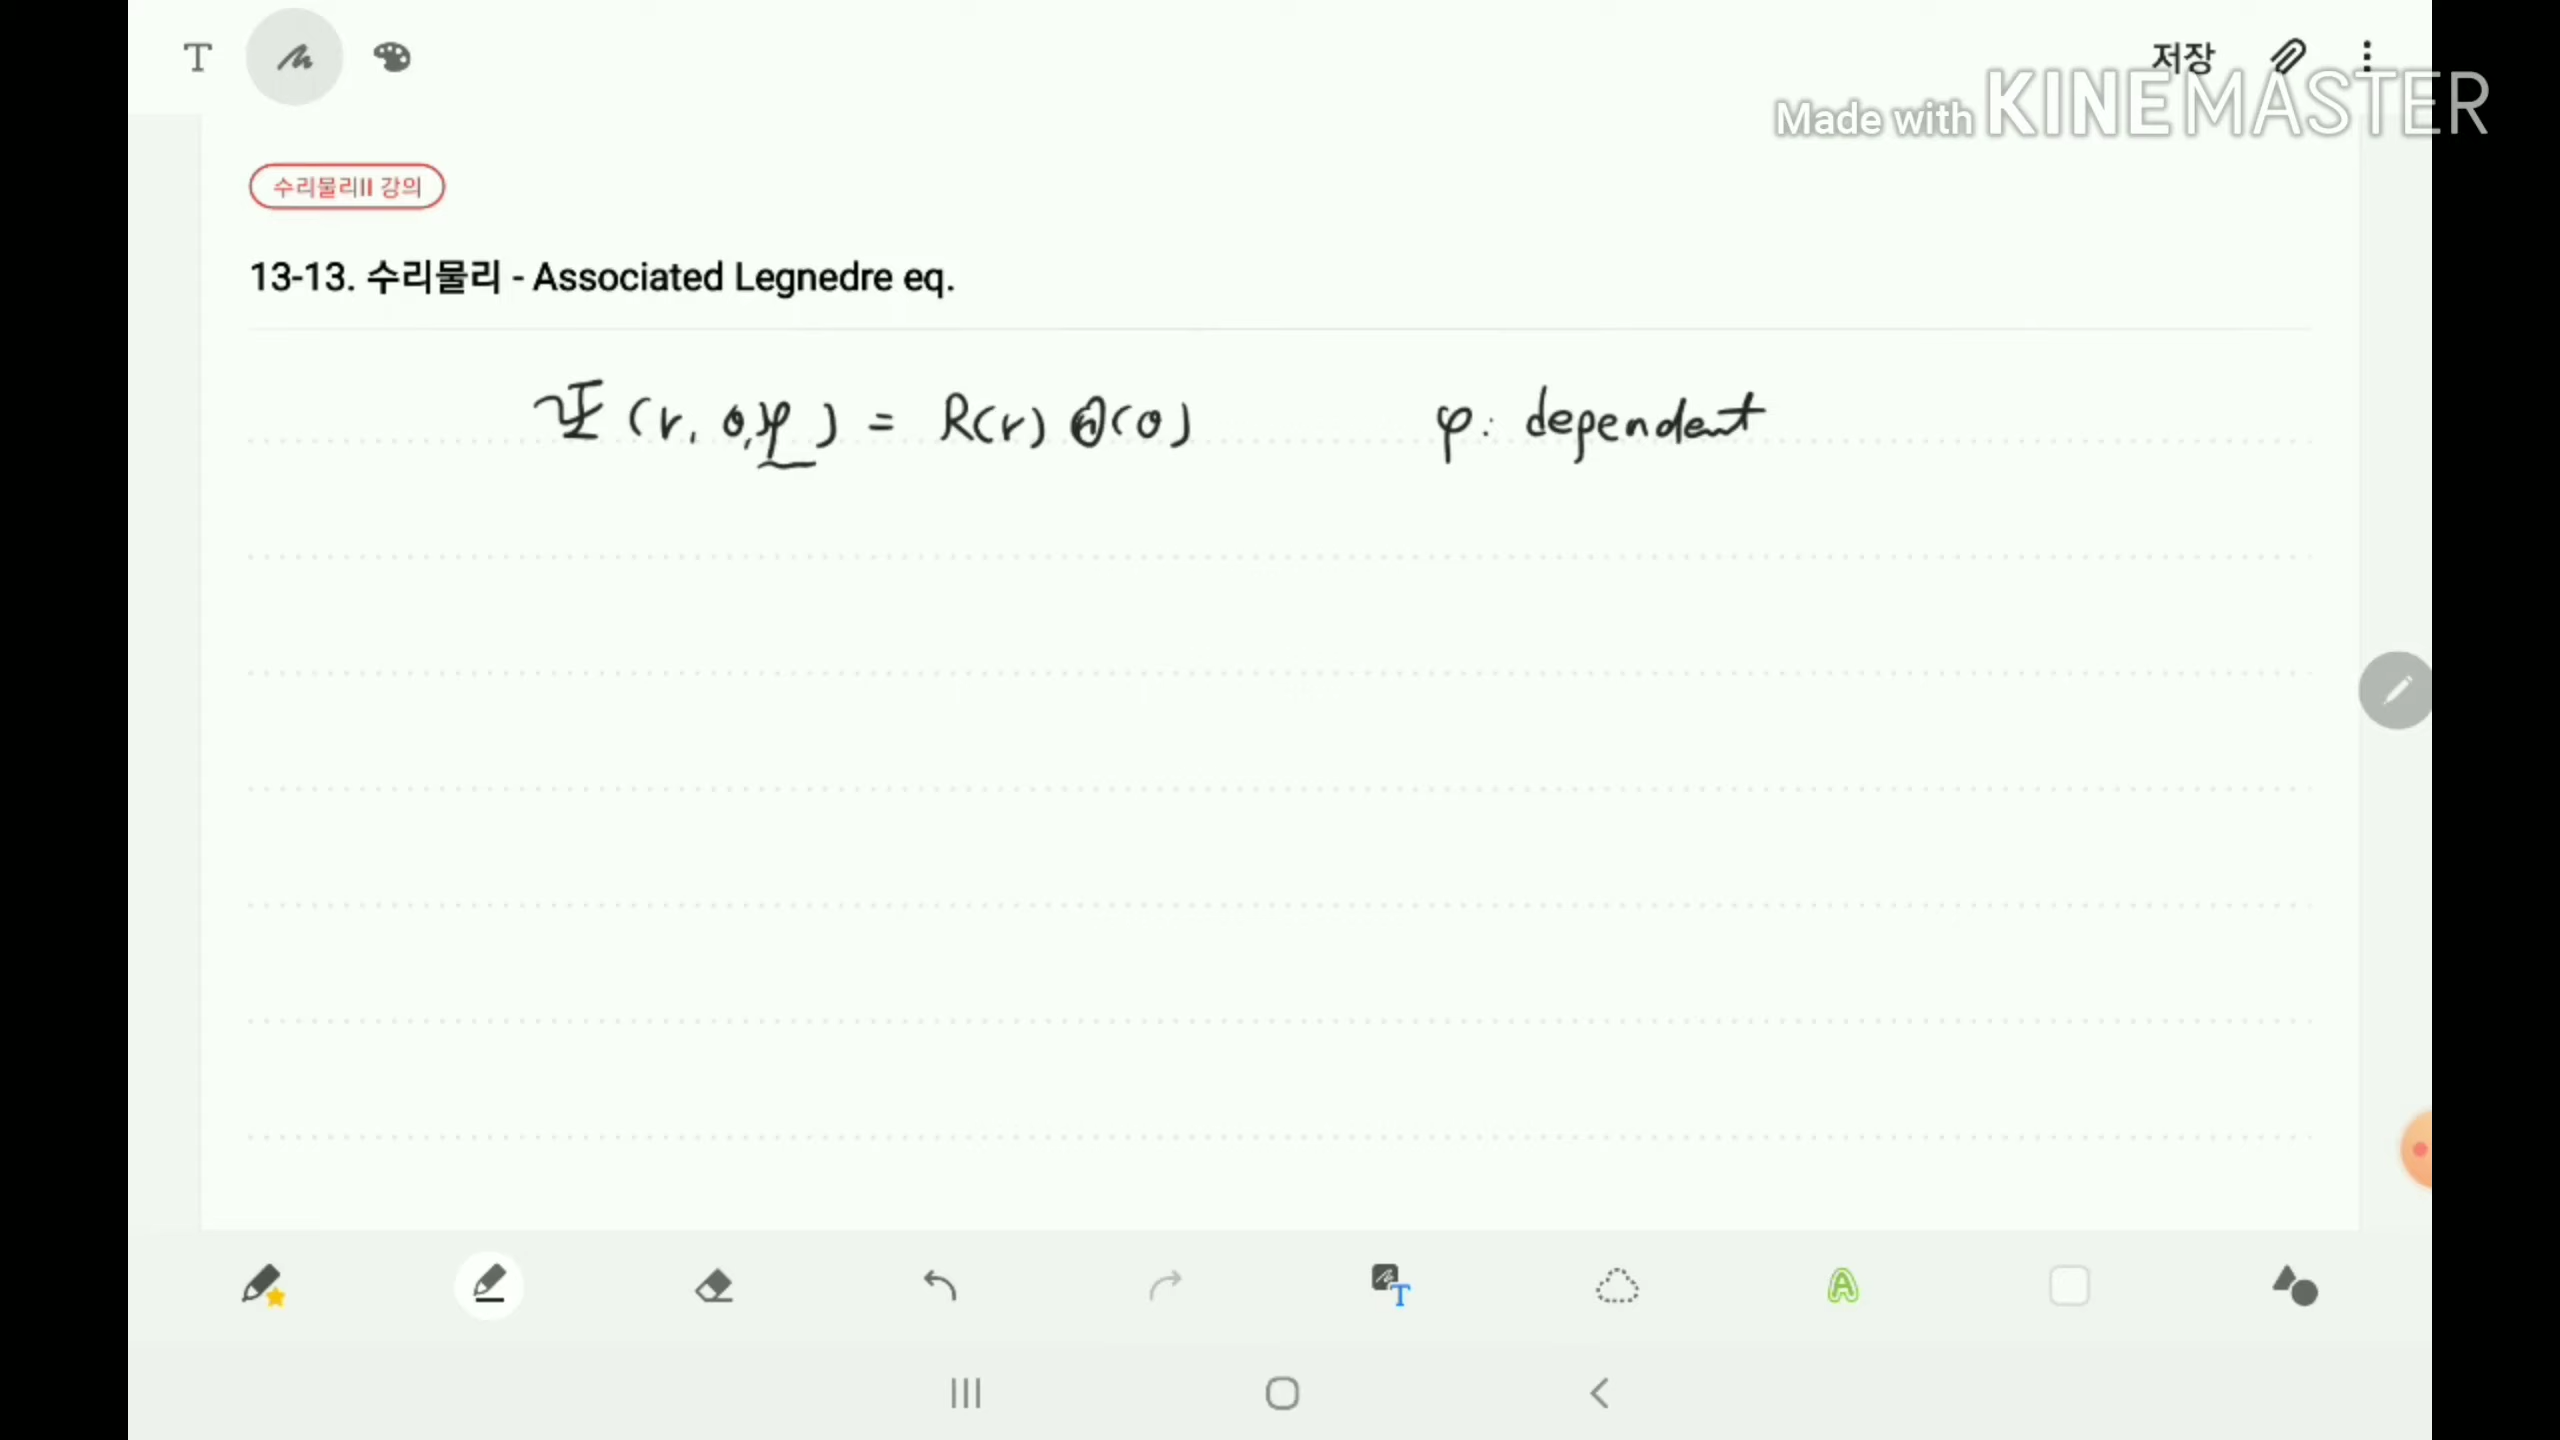 T
저장
Made with KINEMASTER
수리물리II 강의
13-13. 수리물리 - Associated Legnedre eq.
Ψ (r, θ, φ) = R(r) Θ(θ) φ: dependent
T
A